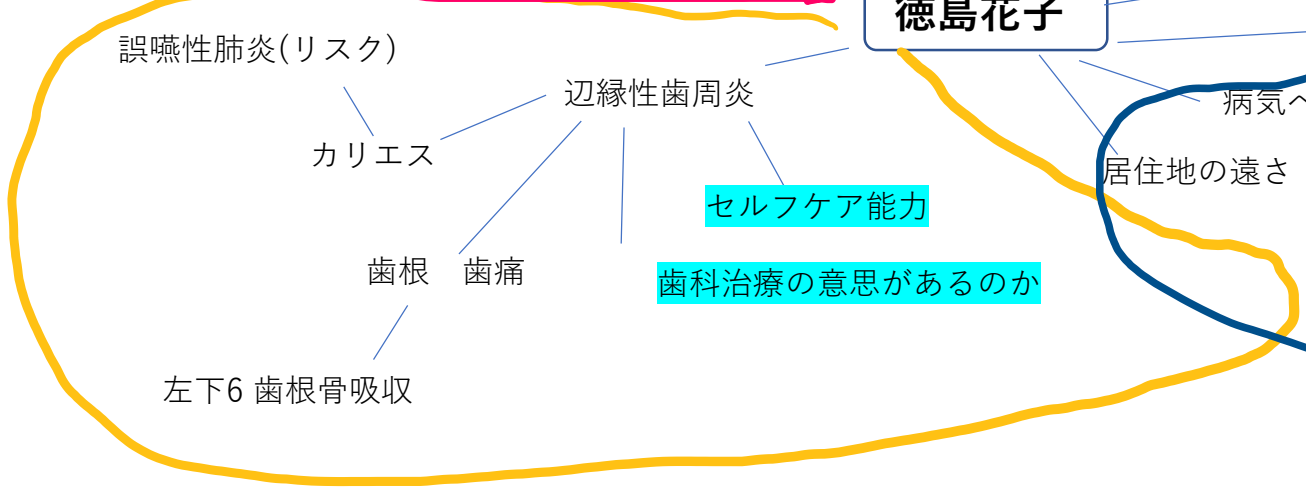 徳島花子
誤嚥性肺炎(リスク)
辺縁性歯周炎
病気へ
カリエス
居住地の遠さ
セルフケア能力
歯根　歯痛
歯科治療の意思があるのか
左下6 歯根骨吸収